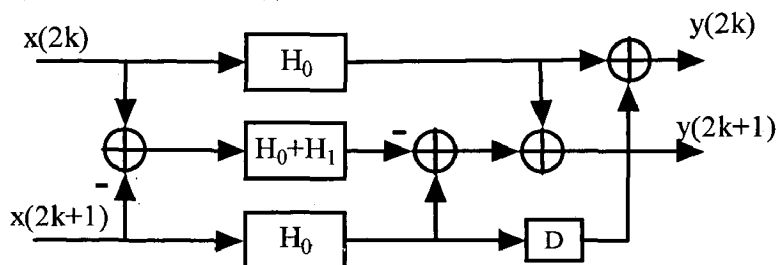 x(2k)
H₀
y(2k)
-
H₀+H₁
-
y(2k+1)
x(2k+1)
H₀
D